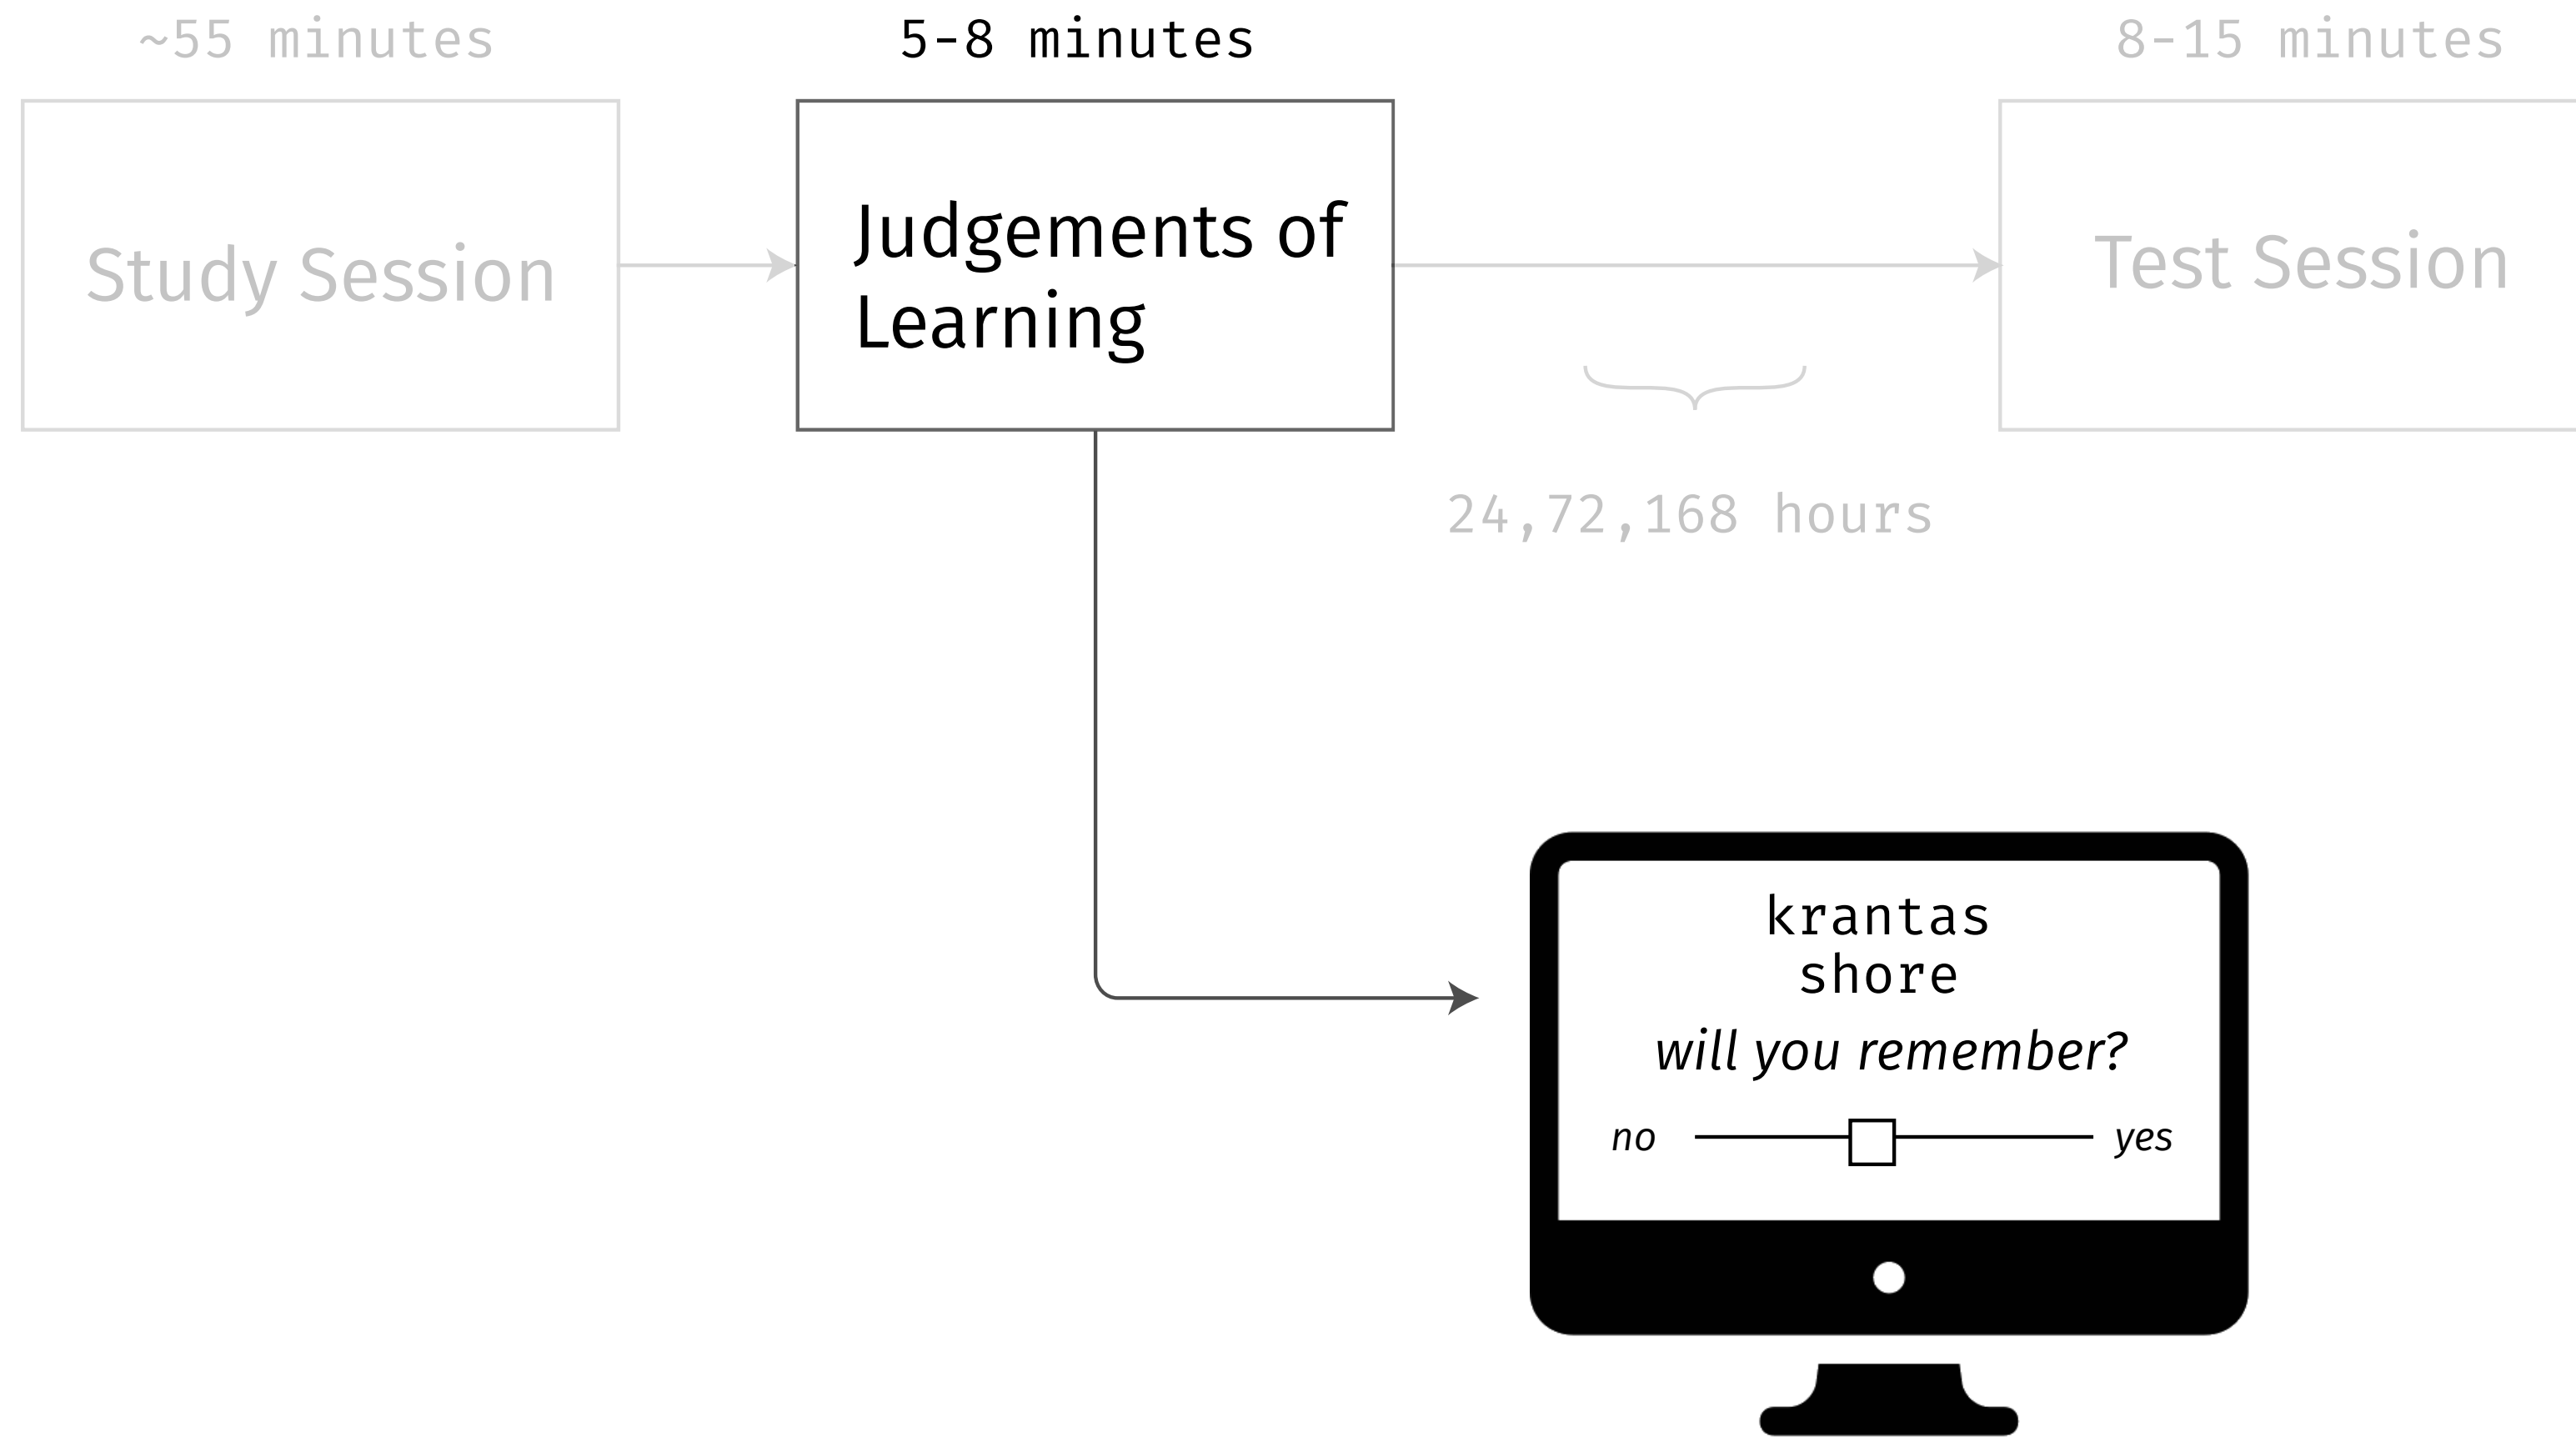 ~55 minutes
5-8 minutes
8-15 minutes
Study Session
Judgements of
Learning
Test Session
24,72,168 hours
krantas
shore
will you remember?
no
yes